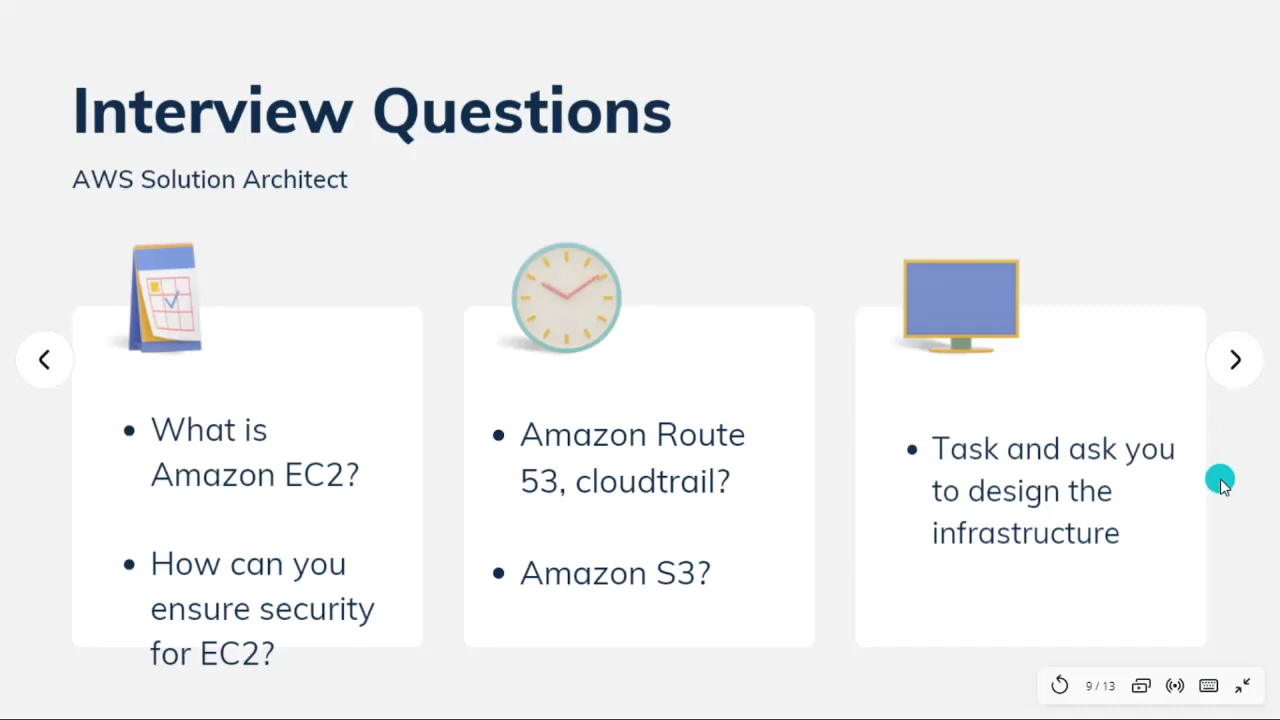 Interview Questions
AWS Solution Architect
• What is
Amazon EC2?
• How can you
ensure security
for EC2?
• Amazon Route
53, cloudtrail?
• Amazon S3?
• Task and ask you
to design the
infrastructure
9 / 13